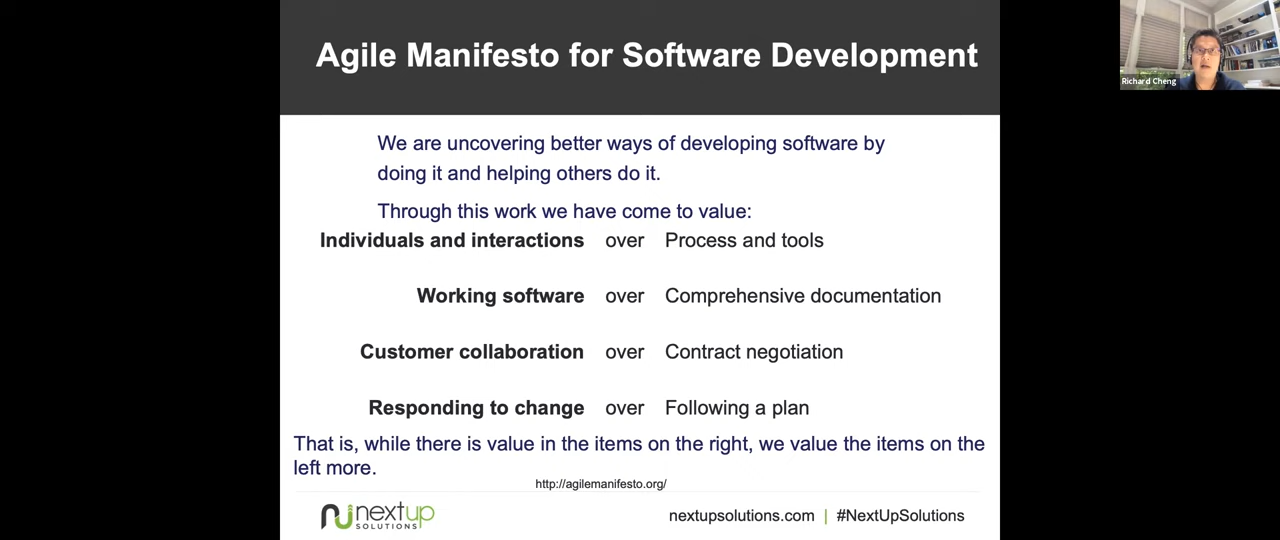 Agile Manifesto for Software Development
Richard Cheng
We are uncovering better ways of developing software by
doing it and helping others do it.
Through this work we have come to value:
Individuals and interactions over Process and tools
Working software over Comprehensive documentation
Customer collaboration over Contract negotiation
Responding to change over Following a plan
That is, while there is value in the items on the right, we value the items on the
left more.
http://agilemanifesto.org/
nextup
SOLUTIONS
nextupsolutions.com | #NextUpSolutions